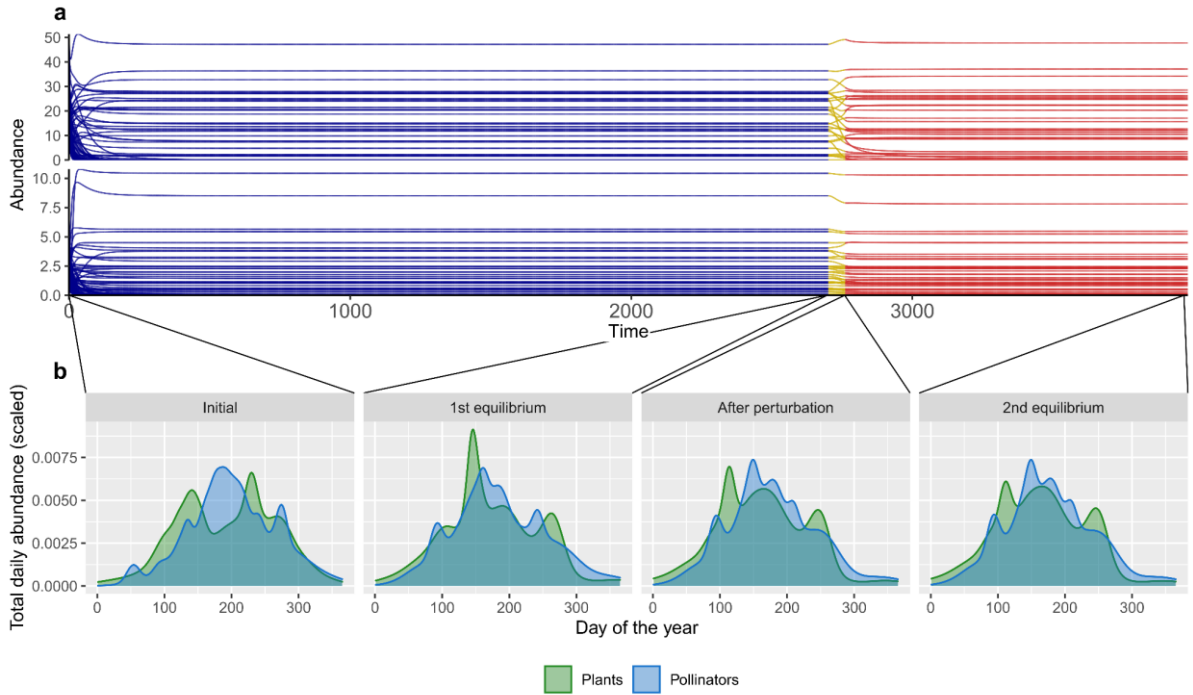 a
50
40
30
20
10
0
10.0
7.5
5.0
2.5
0.0
Abundance
0 1000 2000 3000
Time
b
Initial 1st equilibrium After perturbation 2nd equilibrium
0.0075
0.0050
0.0025
0.0000
Total daily abundance (scaled)
0 100 200 300 0 100 200 300 0 100 200 300 0 100 200 300
Day of the year
Plants Pollinators